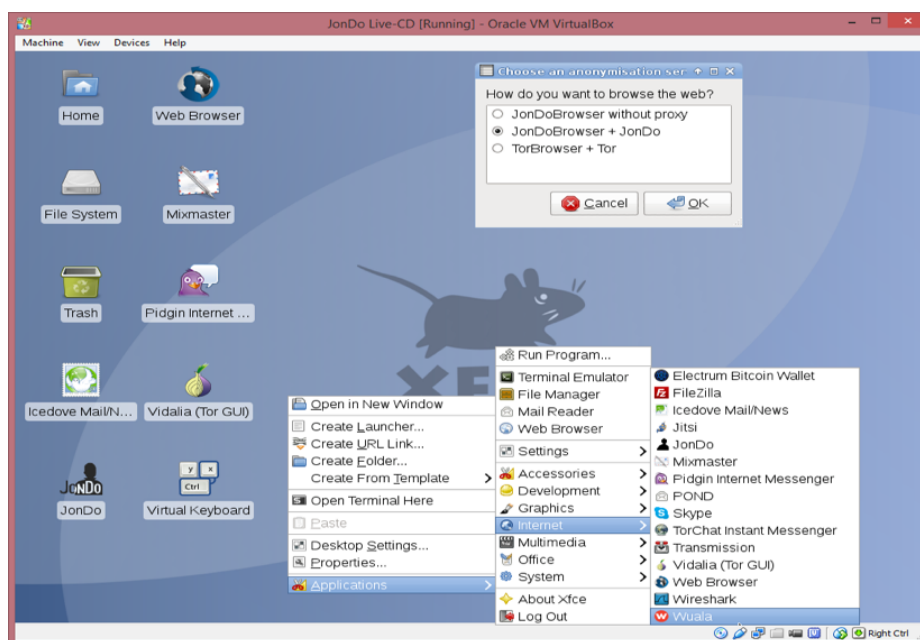 JonDo Live-CD [Running] - Oracle VM VirtualBox
Machine View Devices Help
Home
Web Browser
File System
Mixmaster
Trash
Pidgin Internet ...
Icedove Mail/N...
Vidalia (Tor GUI)
JonDo
JonDo
y x
Ctrl
Virtual Keyboard
Choose an anonymisation ser
How do you want to browse the web?
JonDoBrowser without proxy
JonDoBrowser + JonDo
TorBrowser + Tor
Cancel OK
XF
Open in New Window
Create Launcher...
Create URL Link...
Create Folder...
Create From Template
Open Terminal Here
Paste
Desktop Settings...
Properties...
Applications
Run Program...
Terminal Emulator
File Manager
Mail Reader
Web Browser
Settings
Accessories
Development
Graphics
Internet
Multimedia
Office
System
About Xfce
Log Out
Electrum Bitcoin Wallet
FileZilla
Icedove Mail/News
Jitsi
JonDo
Mixmaster
Pidgin Internet Messenger
POND
Skype
TorChat Instant Messenger
Transmission
Vidalia (Tor GUI)
Web Browser
Wireshark
Wuala
Right Ctrl